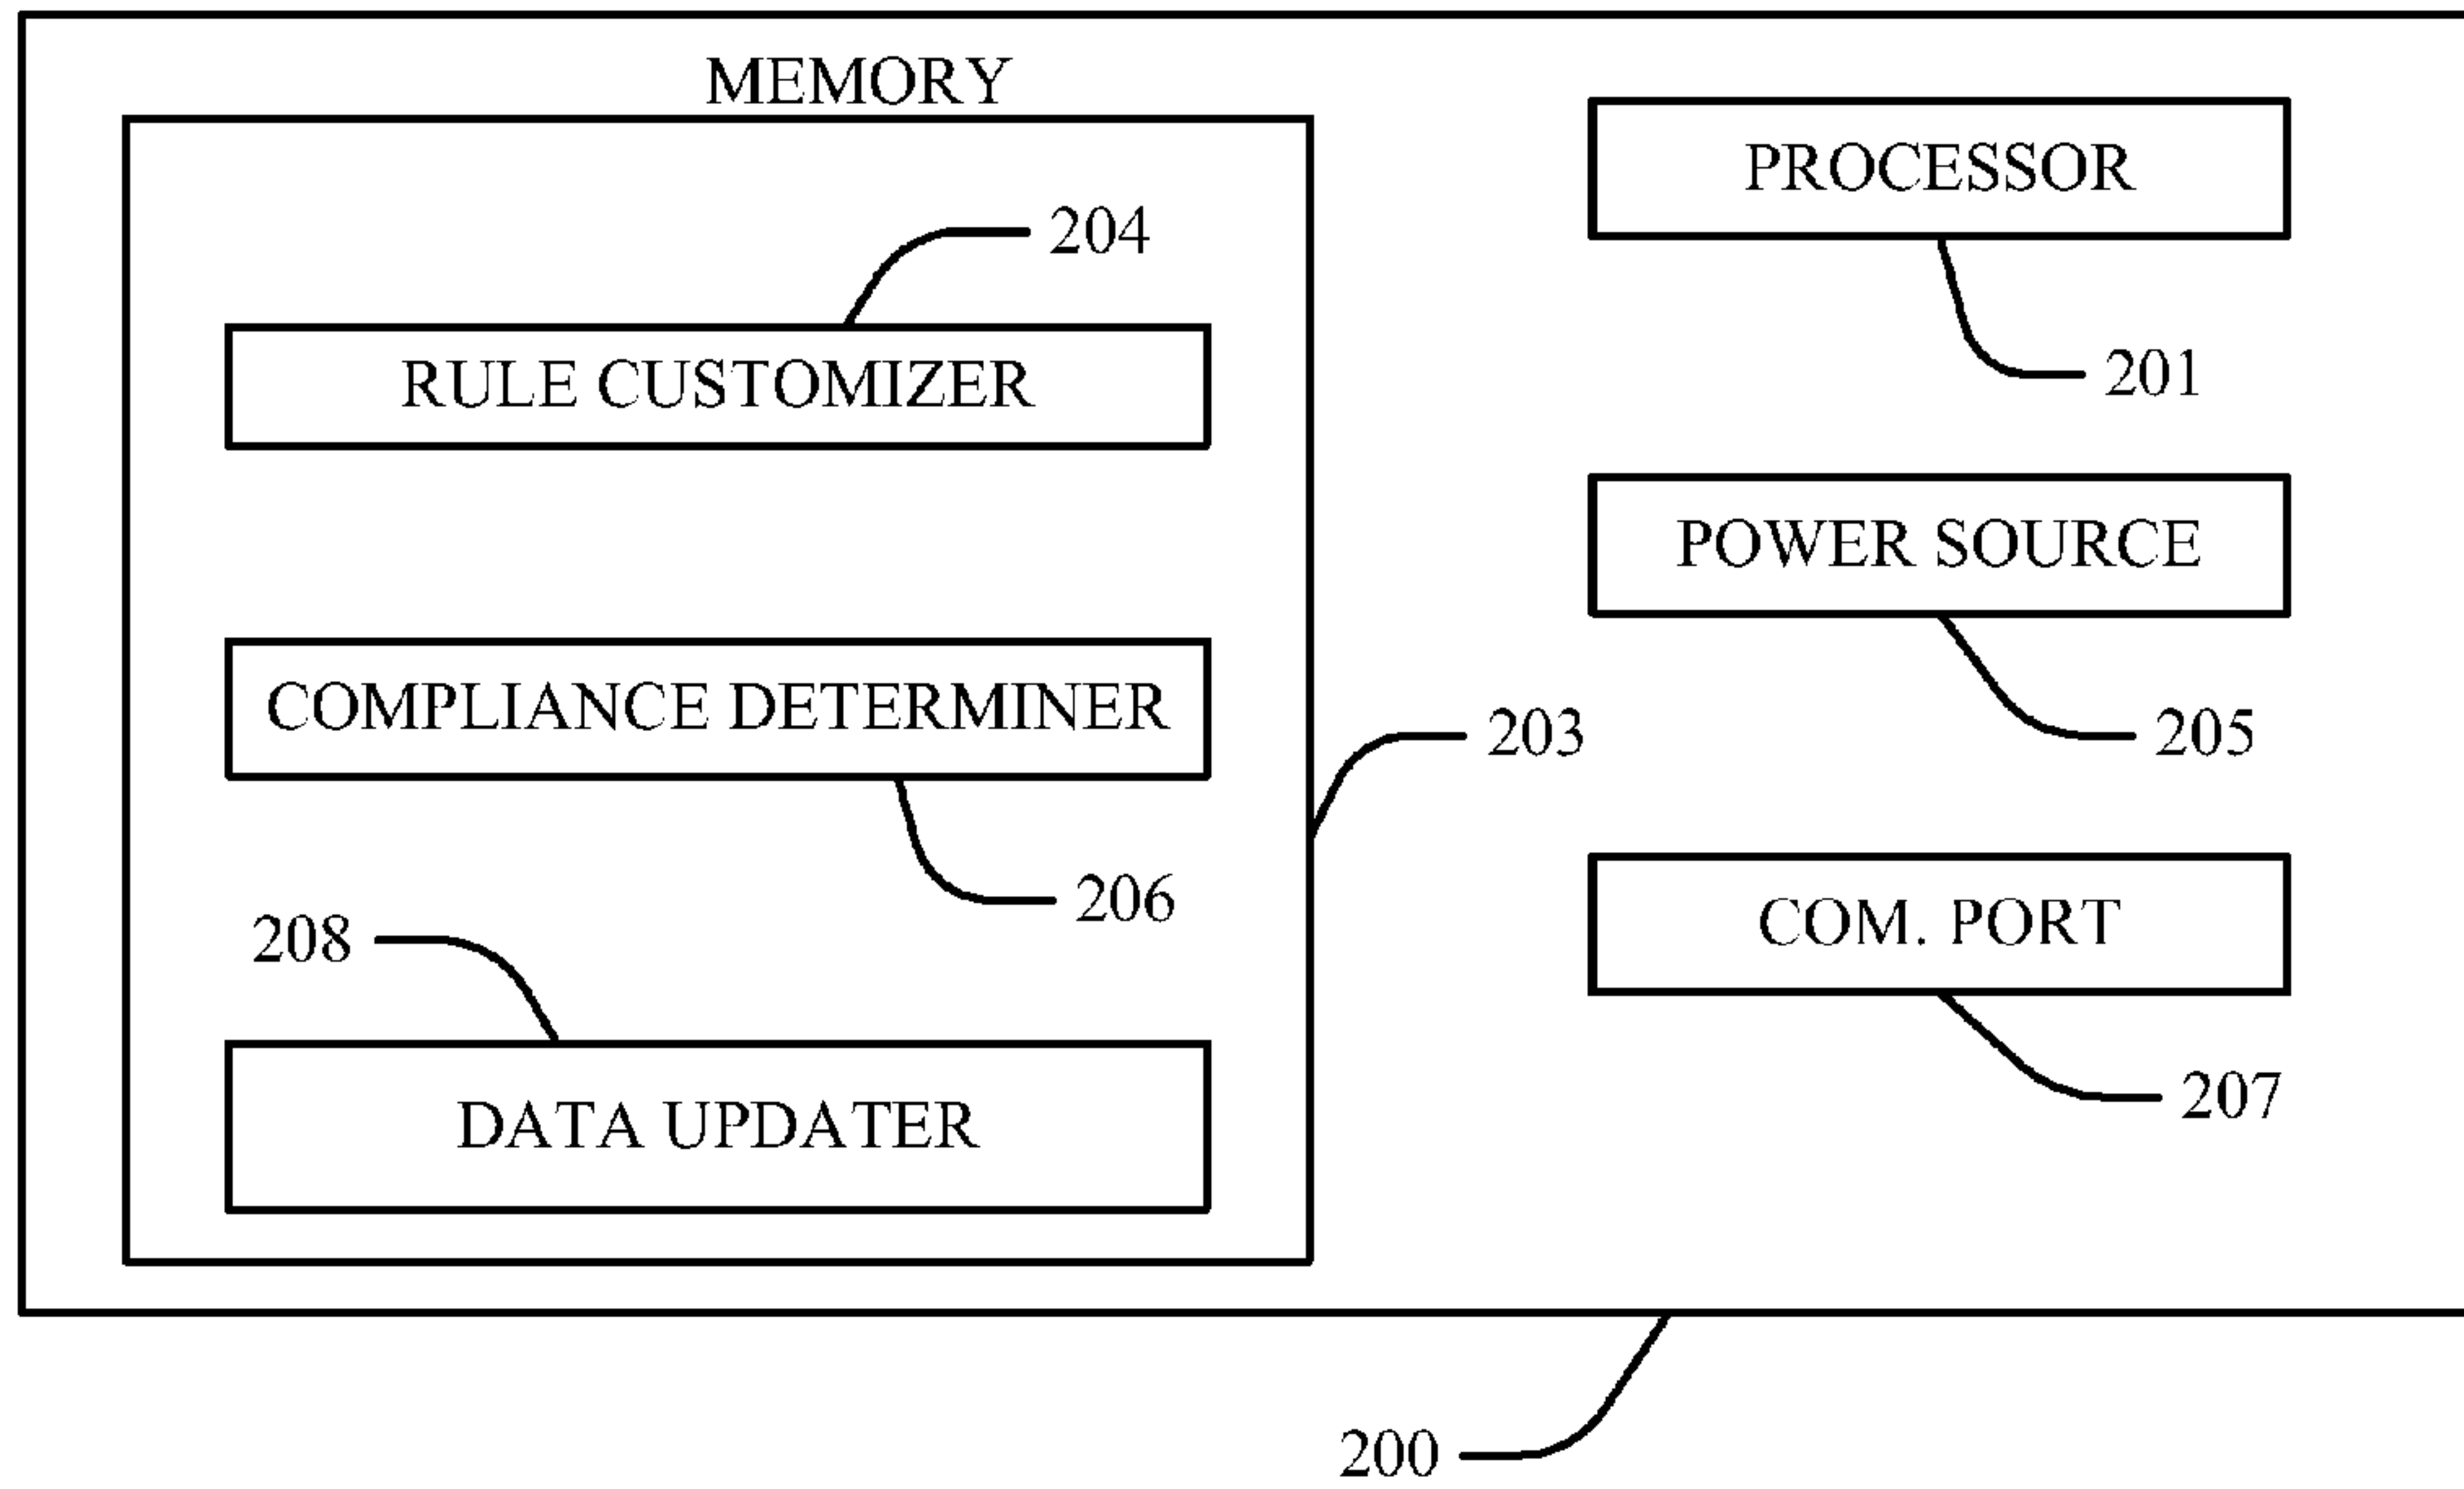 MEMORY
PROCESSOR
204
RULE CUSTOMIZER
201
POWER SOURCE
COMPLIANCE DETERMINER
203
205
206
208
COM. PORT
207
DATA UPDATER
200